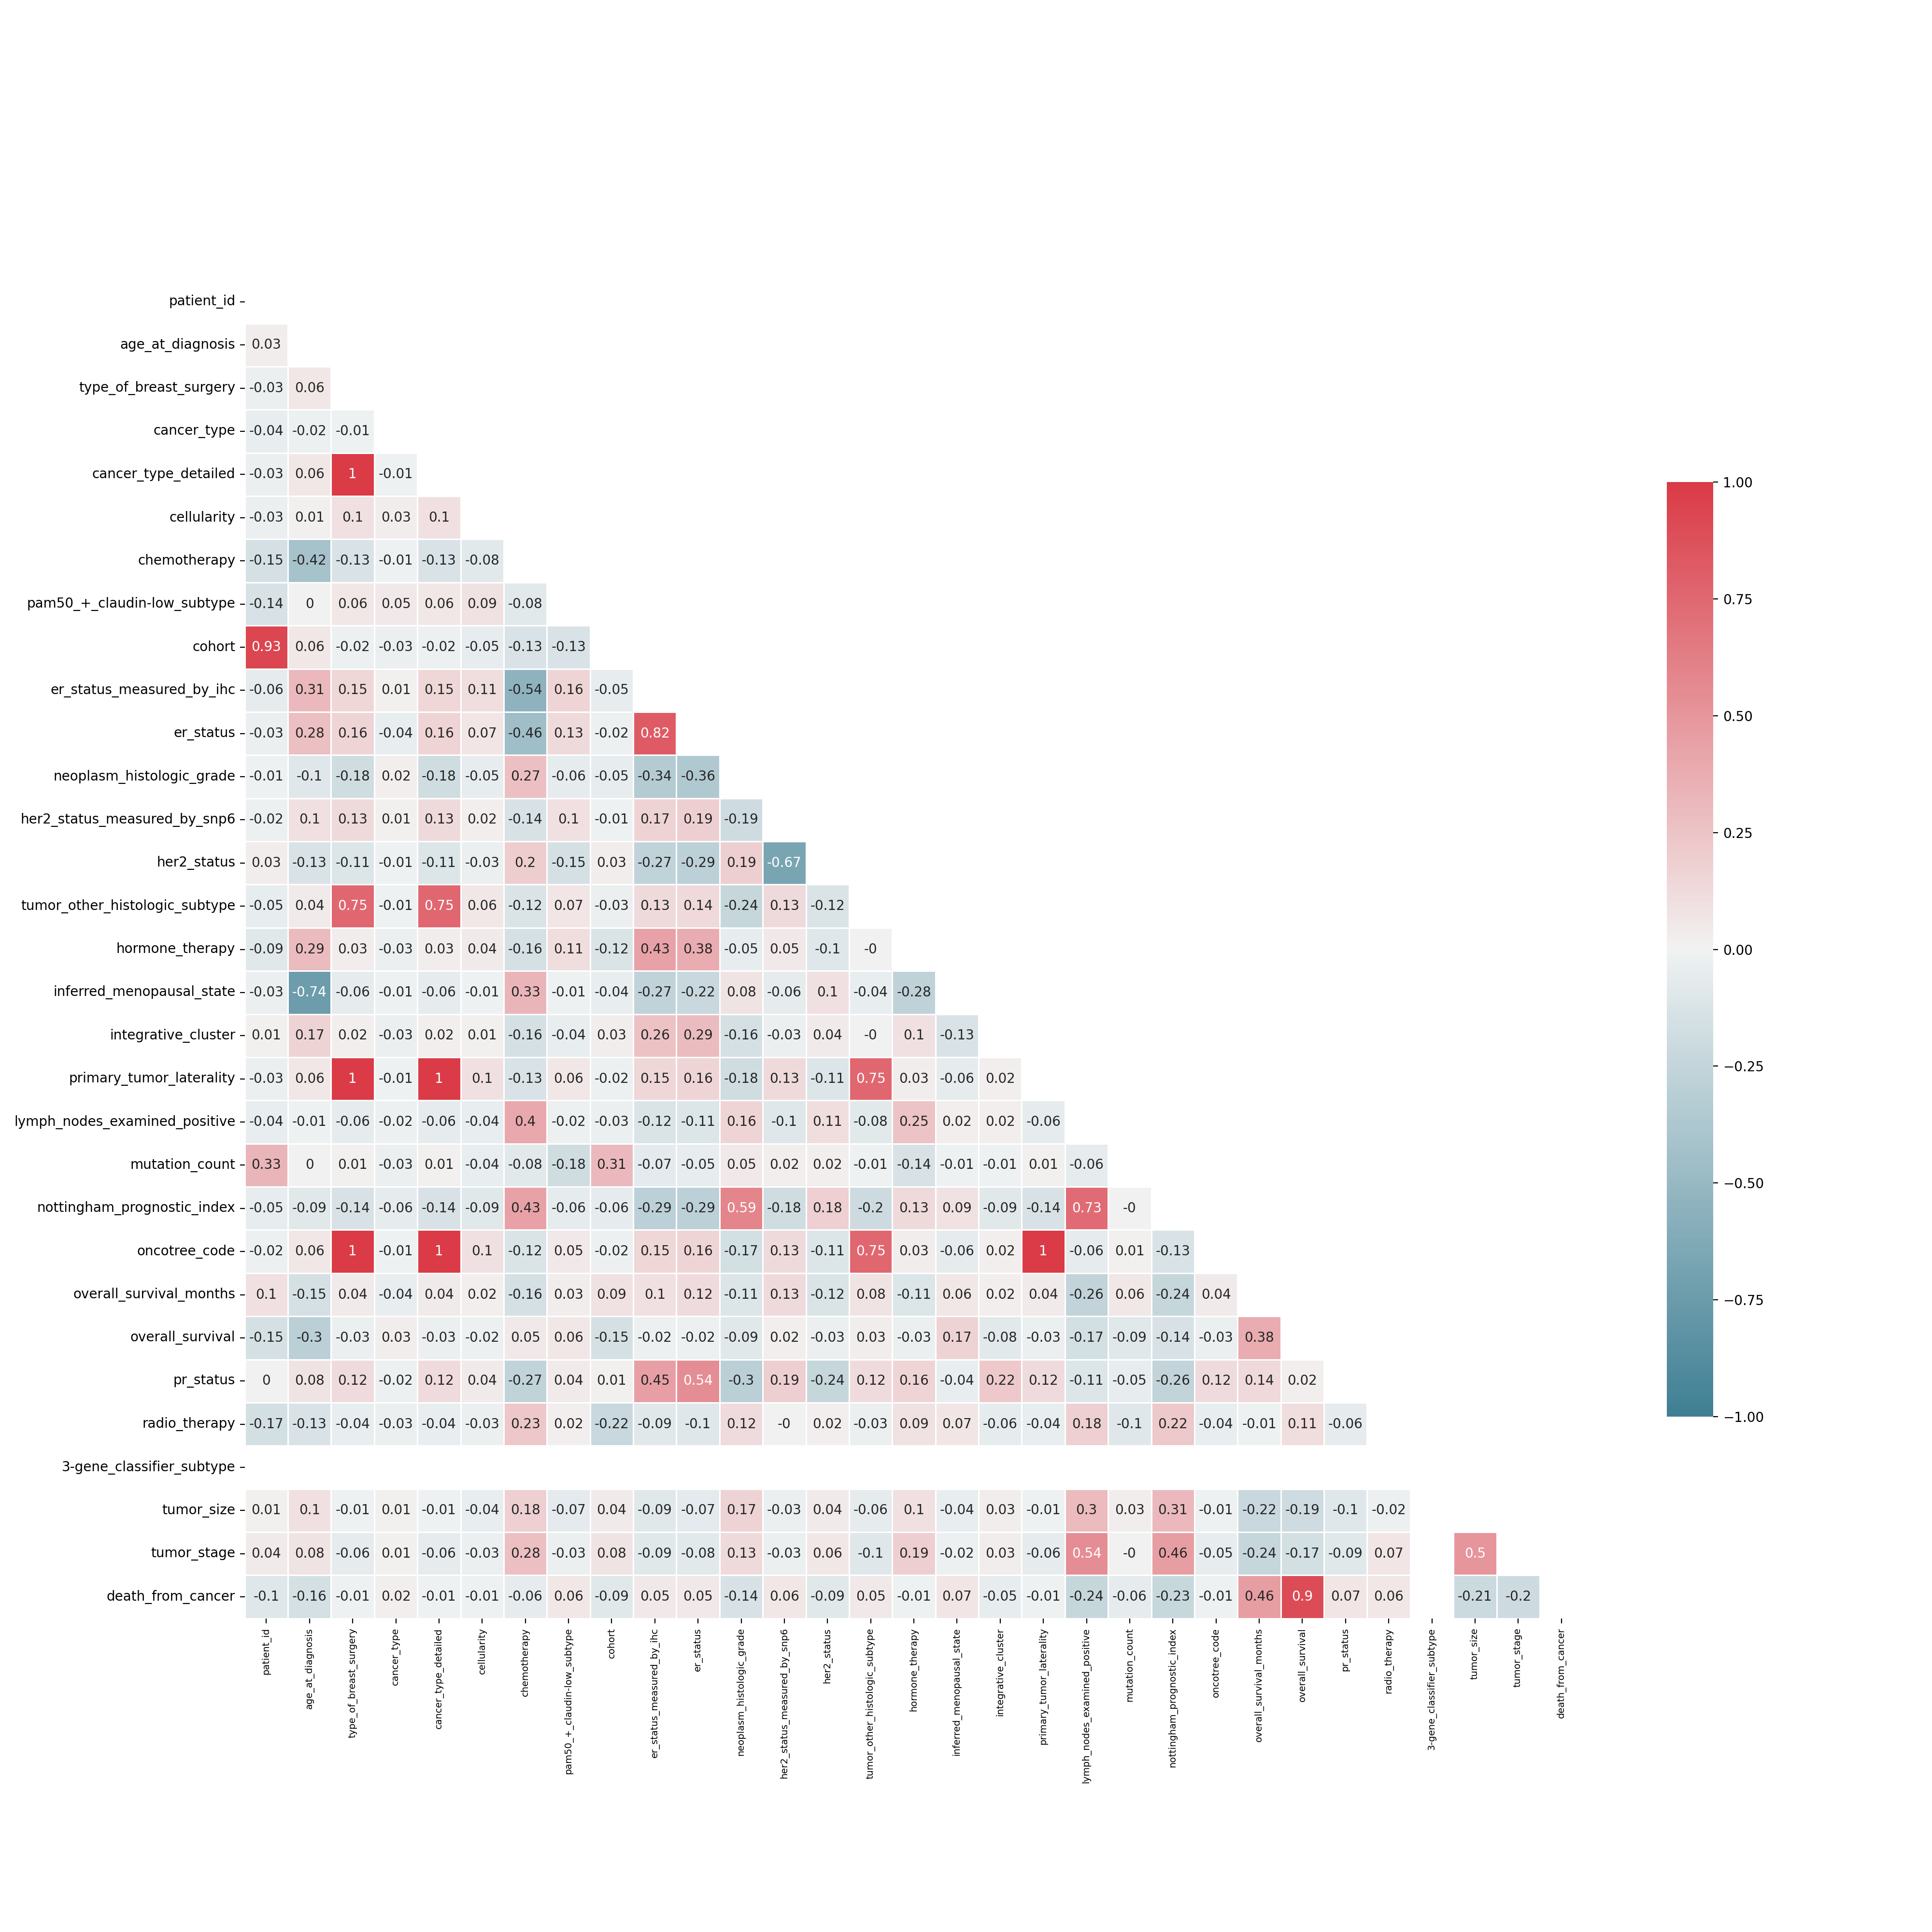 patient_id
age_at_diagnosis 0.03
type_of_breast_surgery -0.03 0.06
cancer_type -0.04 -0.02 -0.01
cancer_type_detailed -0.03 0.06 1 -0.01
cellularity -0.03 0.01 0.1 0.03 0.1
chemotherapy -0.15 -0.42 -0.13 -0.01 -0.13 -0.08
pam50_+_claudin-low_subtype -0.14 0 0.06 0.05 0.06 0.09 -0.08
cohort 0.93 0.06 -0.02 -0.03 -0.02 -0.05 -0.13 -0.13
er_status_measured_by_ihc -0.06 0.31 0.15 0.01 0.15 0.11 -0.54 0.16 -0.05
er_status -0.03 0.28 0.16 -0.04 0.16 0.07 -0.46 0.13 -0.02 0.82
neoplasm_histologic_grade -0.01 -0.1 -0.18 0.02 -0.18 -0.05 0.27 -0.06 -0.05 -0.34 -0.36
her2_status_measured_by_snp6 -0.02 0.1 0.13 0.01 0.13 0.02 -0.14 0.1 -0.01 0.17 0.19 -0.19
her2_status 0.03 -0.13 -0.11 -0.01 -0.11 -0.03 0.2 -0.15 0.03 -0.27 -0.29 0.19 -0.67
tumor_other_histologic_subtype -0.05 0.04 0.75 -0.01 0.75 0.06 -0.12 0.07 -0.03 0.13 0.14 -0.24 0.13 -0.12
hormone_therapy -0.09 0.29 0.03 -0.03 0.03 0.04 -0.16 0.11 -0.12 0.43 0.38 -0.05 0.05 -0.1 -0
inferred_menopausal_state -0.03 -0.74 -0.06 -0.01 -0.06 -0.01 0.33 -0.01 -0.04 -0.27 -0.22 0.08 -0.06 0.1 -0.04 -0.28
integrative_cluster 0.01 0.17 0.02 -0.03 0.02 0.01 -0.16 -0.04 0.03 0.26 0.29 -0.16 -0.03 0.04 -0 0.1 -0.13
primary_tumor_laterality -0.03 0.06 1 -0.01 1 0.1 -0.13 0.06 -0.02 0.15 0.16 -0.18 0.13 -0.11 0.75 0.03 -0.06 0.02
lymph_nodes_examined_positive -0.04 -0.01 -0.06 -0.02 -0.06 -0.04 0.4 -0.02 -0.03 -0.12 -0.11 0.16 -0.1 0.11 -0.08 0.25 0.02 0.02 -0.06
mutation_count 0.33 0 0.01 -0.03 0.01 -0.04 -0.08 -0.18 0.31 -0.07 -0.05 0.05 0.02 0.02 -0.01 -0.14 -0.01 -0.01 0.01 -0.06
nottingham_prognostic_index -0.05 -0.09 -0.14 -0.06 -0.14 -0.09 0.43 -0.06 -0.06 -0.29 -0.29 0.59 -0.18 0.18 -0.2 0.13 0.09 -0.09 -0.14 0.73 -0
oncotree_code -0.02 0.06 1 -0.01 1 0.1 -0.12 0.05 -0.02 0.15 0.16 -0.17 0.13 -0.11 0.75 0.03 -0.06 0.02 1 -0.06 0.01 -0.13
overall_survival_months 0.1 -0.15 0.04 -0.04 0.04 0.02 -0.16 0.03 0.09 0.1 0.12 -0.11 0.13 -0.12 0.08 -0.11 0.06 0.02 0.04 -0.26 0.06 -0.24 0.04
overall_survival -0.15 -0.3 -0.03 0.03 -0.03 -0.02 0.05 0.06 -0.15 -0.02 -0.02 -0.09 0.02 -0.03 0.03 -0.03 0.17 -0.08 -0.03 -0.17 -0.09 -0.14 -0.03 0.38
pr_status 0 0.08 0.12 -0.02 0.12 0.04 -0.27 0.04 0.01 0.45 0.54 -0.3 0.19 -0.24 0.12 0.16 -0.04 0.22 0.12 -0.11 -0.05 -0.26 0.12 0.14 0.02
radio_therapy -0.17 -0.13 -0.04 -0.03 -0.04 -0.03 0.23 0.02 -0.22 -0.09 -0.1 0.12 -0 0.02 -0.03 0.09 0.07 -0.06 -0.04 0.18 -0.1 0.22 -0.04 -0.01 0.11 -0.06
3-gene_classifier_subtype
tumor_size 0.01 0.1 -0.01 0.01 -0.01 -0.04 0.18 -0.07 0.04 -0.09 -0.07 0.17 -0.03 0.04 -0.06 0.1 -0.04 0.03 -0.01 0.3 0.03 0.31 -0.01 -0.22 -0.19 -0.1 -0.02
tumor_stage 0.04 0.08 -0.06 0.01 -0.06 -0.03 0.28 -0.03 0.08 -0.09 -0.08 0.13 -0.03 0.06 -0.1 0.19 -0.02 0.03 -0.06 0.54 -0 0.46 -0.05 -0.24 -0.17 -0.09 0.07 0.5
death_from_cancer -0.1 -0.16 -0.01 0.02 -0.01 -0.01 -0.06 0.06 -0.09 0.05 0.05 -0.14 0.06 -0.09 0.05 -0.01 0.07 -0.05 -0.01 -0.24 -0.06 -0.23 -0.01 0.46 0.9 0.07 0.06 -0.21 -0.2
patient_id
age_at_diagnosis
type_of_breast_surgery
cancer_type
cancer_type_detailed
cellularity
chemotherapy
pam50_+_claudin-low_subtype
cohort
er_status_measured_by_ihc
er_status
neoplasm_histologic_grade
her2_status_measured_by_snp6
her2_status
tumor_other_histologic_subtype
hormone_therapy
inferred_menopausal_state
integrative_cluster
primary_tumor_laterality
lymph_nodes_examined_positive
mutation_count
nottingham_prognostic_index
oncotree_code
overall_survival_months
overall_survival
pr_status
radio_therapy
3-gene_classifier_subtype
tumor_size
tumor_stage
death_from_cancer
1.00
0.75
0.50
0.25
0.00
−0.25
−0.50
−0.75
−1.00